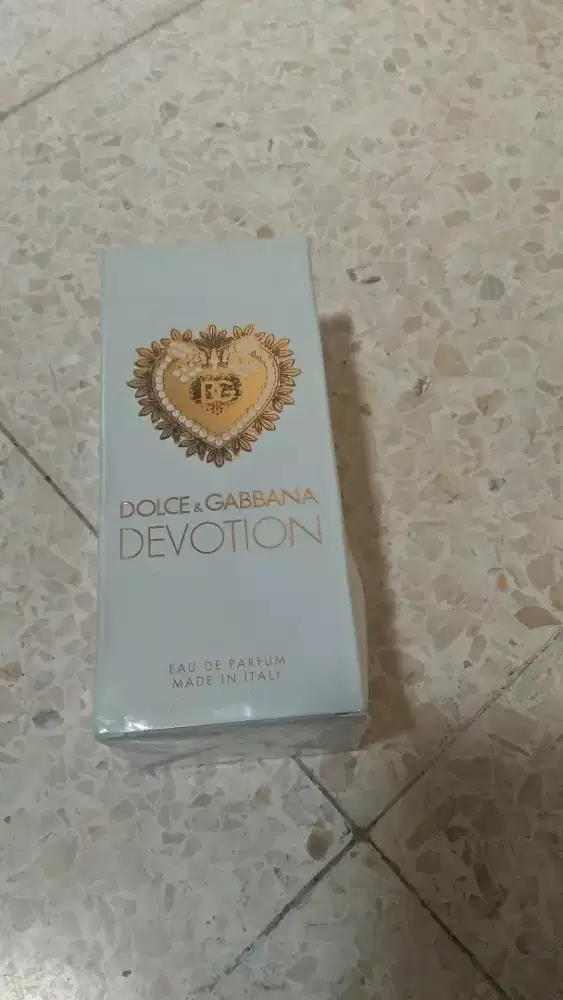 DG
DOLCE & GABBANA
DEVOTION
EAU DE PARFUM
MADE IN ITALY